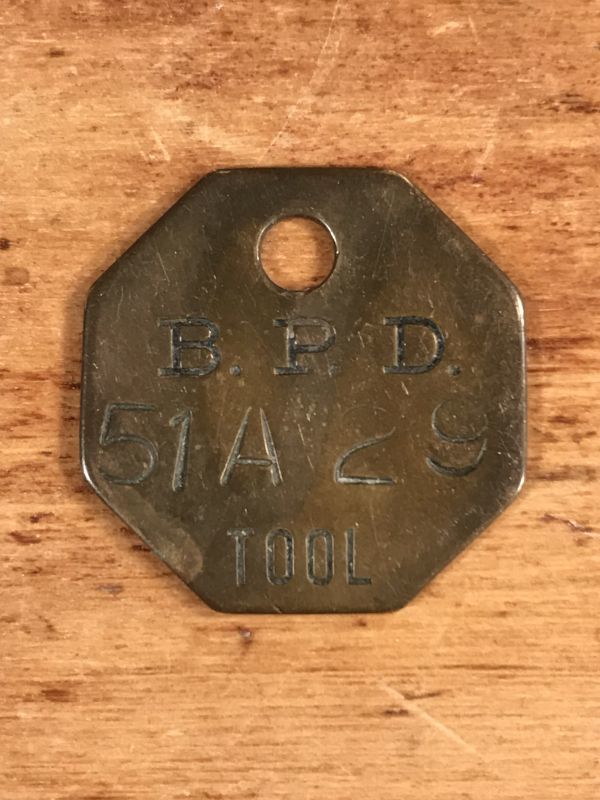 B. P. D.
51A 29
TOOL